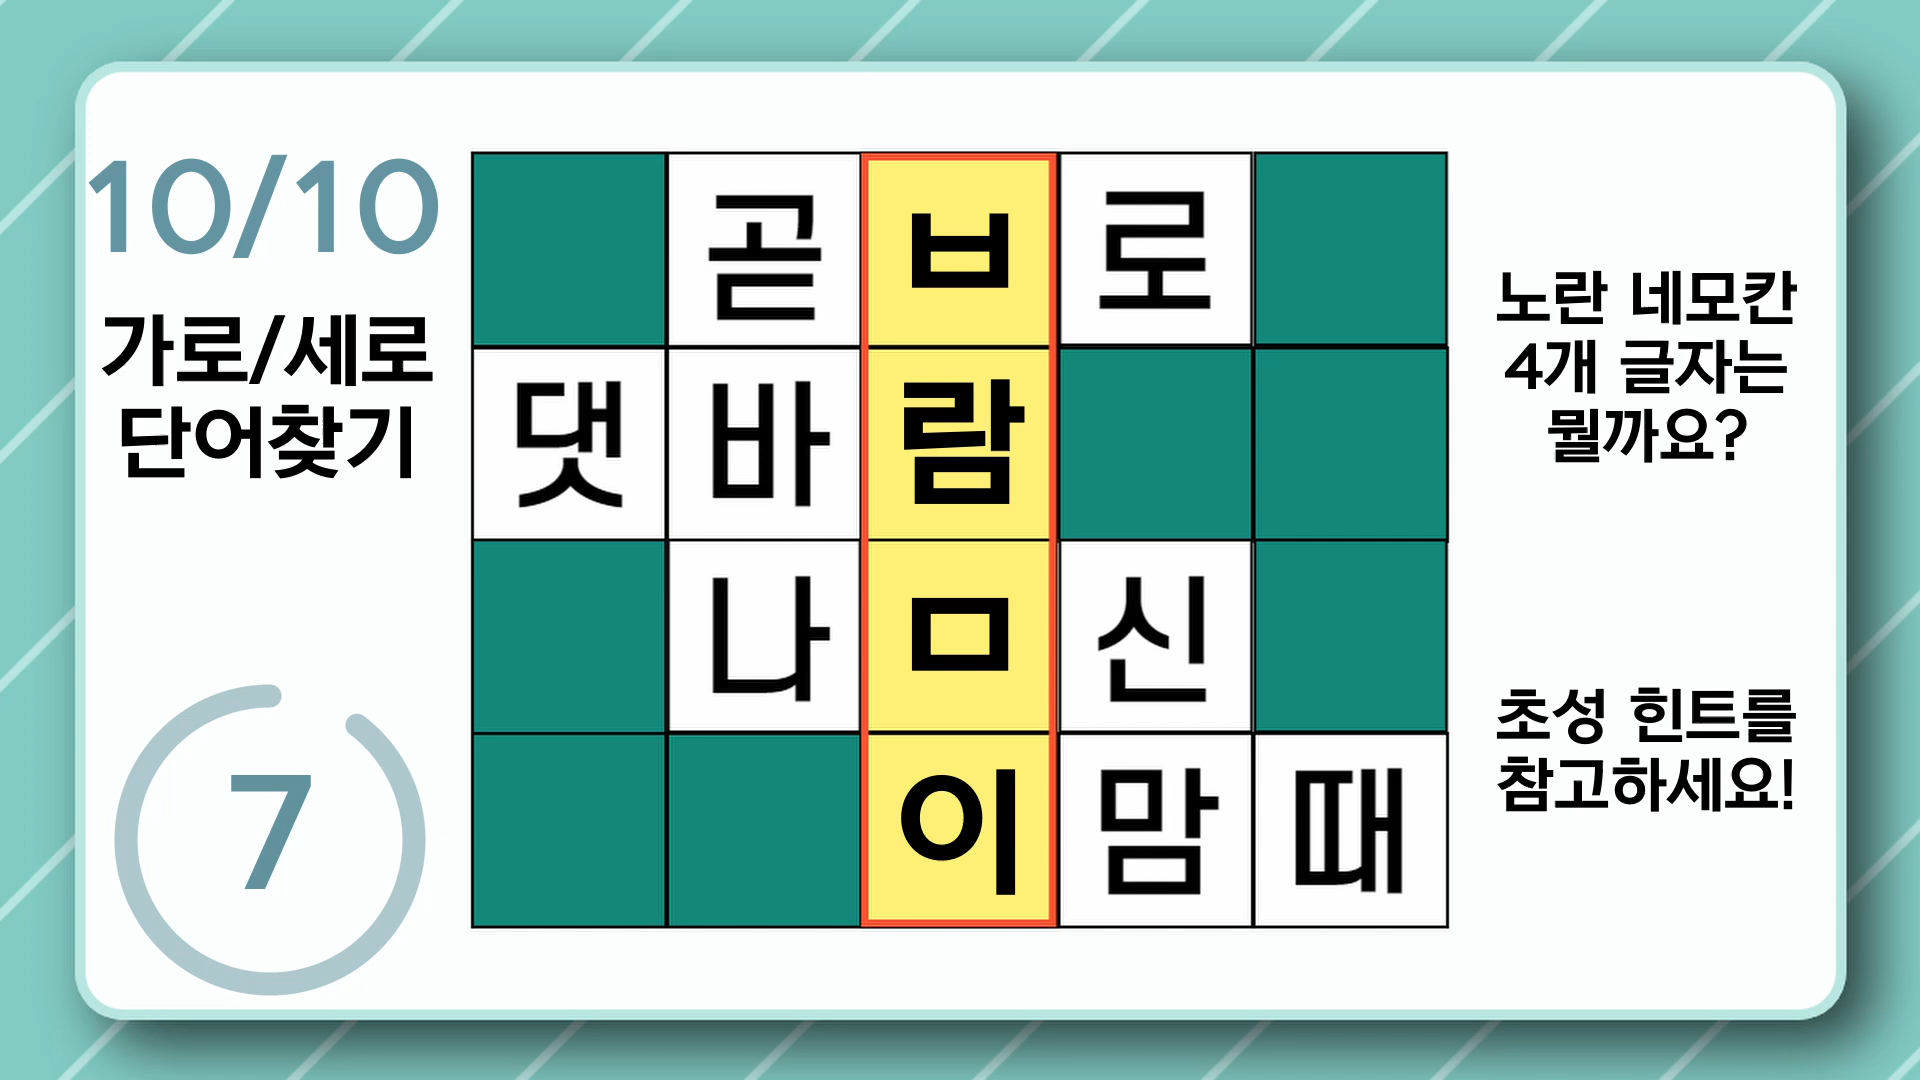 10/10
가로/세로
단어찾기
7
곧 ㅂ 로
댓 바 람
나 ㅁ 신
이 맘 때
노란 네모칸
4개 글자는
뭘까요?
초성 힌트를
참고하세요!